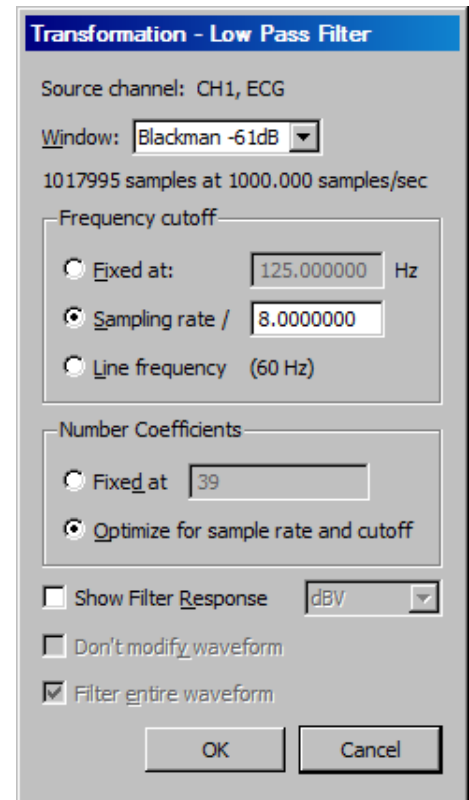 Transformation - Low Pass Filter
Source channel: CH1, ECG
Window: Blackman -61dB
1017995 samples at 1000.000 samples/sec
Frequency cutoff
Fixed at: 125.000000 Hz
Sampling rate / 8.0000000
Line frequency (60 Hz)
Number Coefficients
Fixed at 39
Optimize for sample rate and cutoff
Show Filter Response dBV
Don't modify waveform
Filter entire waveform
OK Cancel